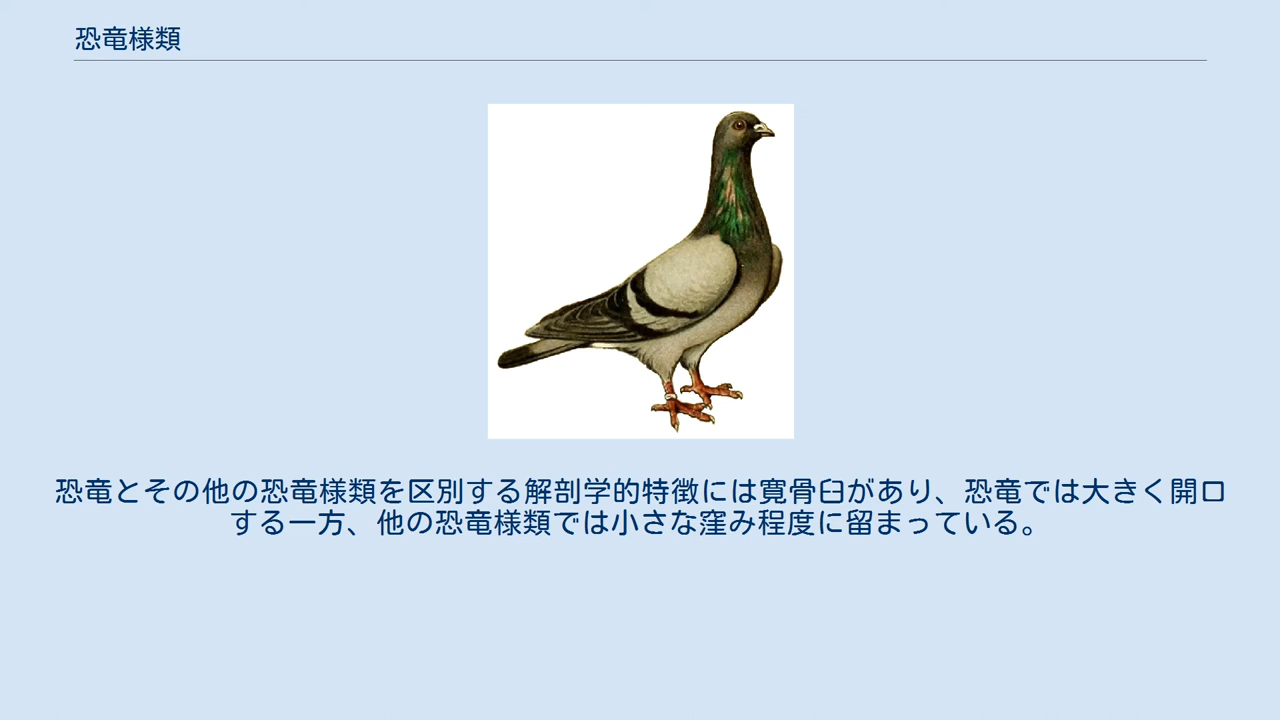 恐竜様類
恐竜とその他の恐竜様類を区別する解剖学的特徴には寛骨臼があり、恐竜では大きく開口
する一方、他の恐竜様類では小さな窪み程度に留まっている。